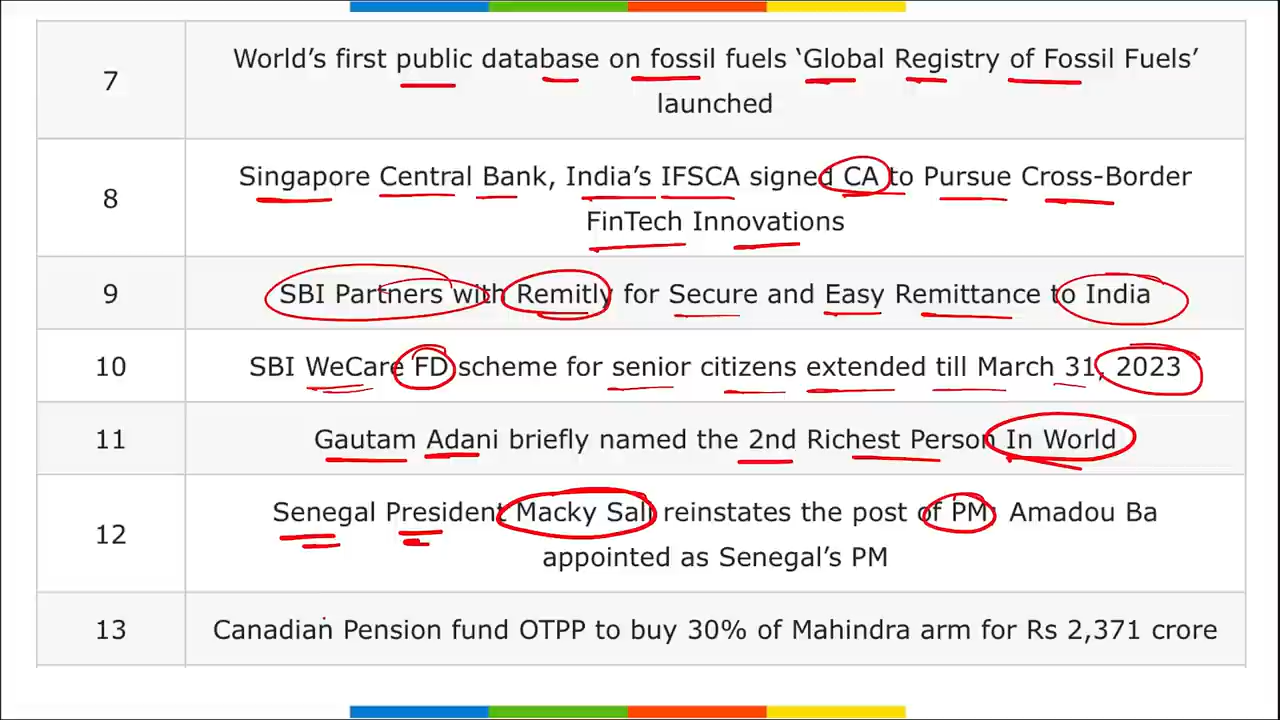 7
World’s first public database on fossil fuels ‘Global Registry of Fossil Fuels’
launched
8
Singapore Central Bank, India’s IFSCA signed CA to Pursue Cross-Border
FinTech Innovations
9
SBI Partners with Remitly for Secure and Easy Remittance to India
10
SBI WeCare FD scheme for senior citizens extended till March 31, 2023
11
Gautam Adani briefly named the 2nd Richest Person In World
12
Senegal President Macky Sall reinstates the post of PM; Amadou Ba
appointed as Senegal’s PM
13
Canadian Pension fund OTPP to buy 30% of Mahindra arm for Rs 2,371 crore